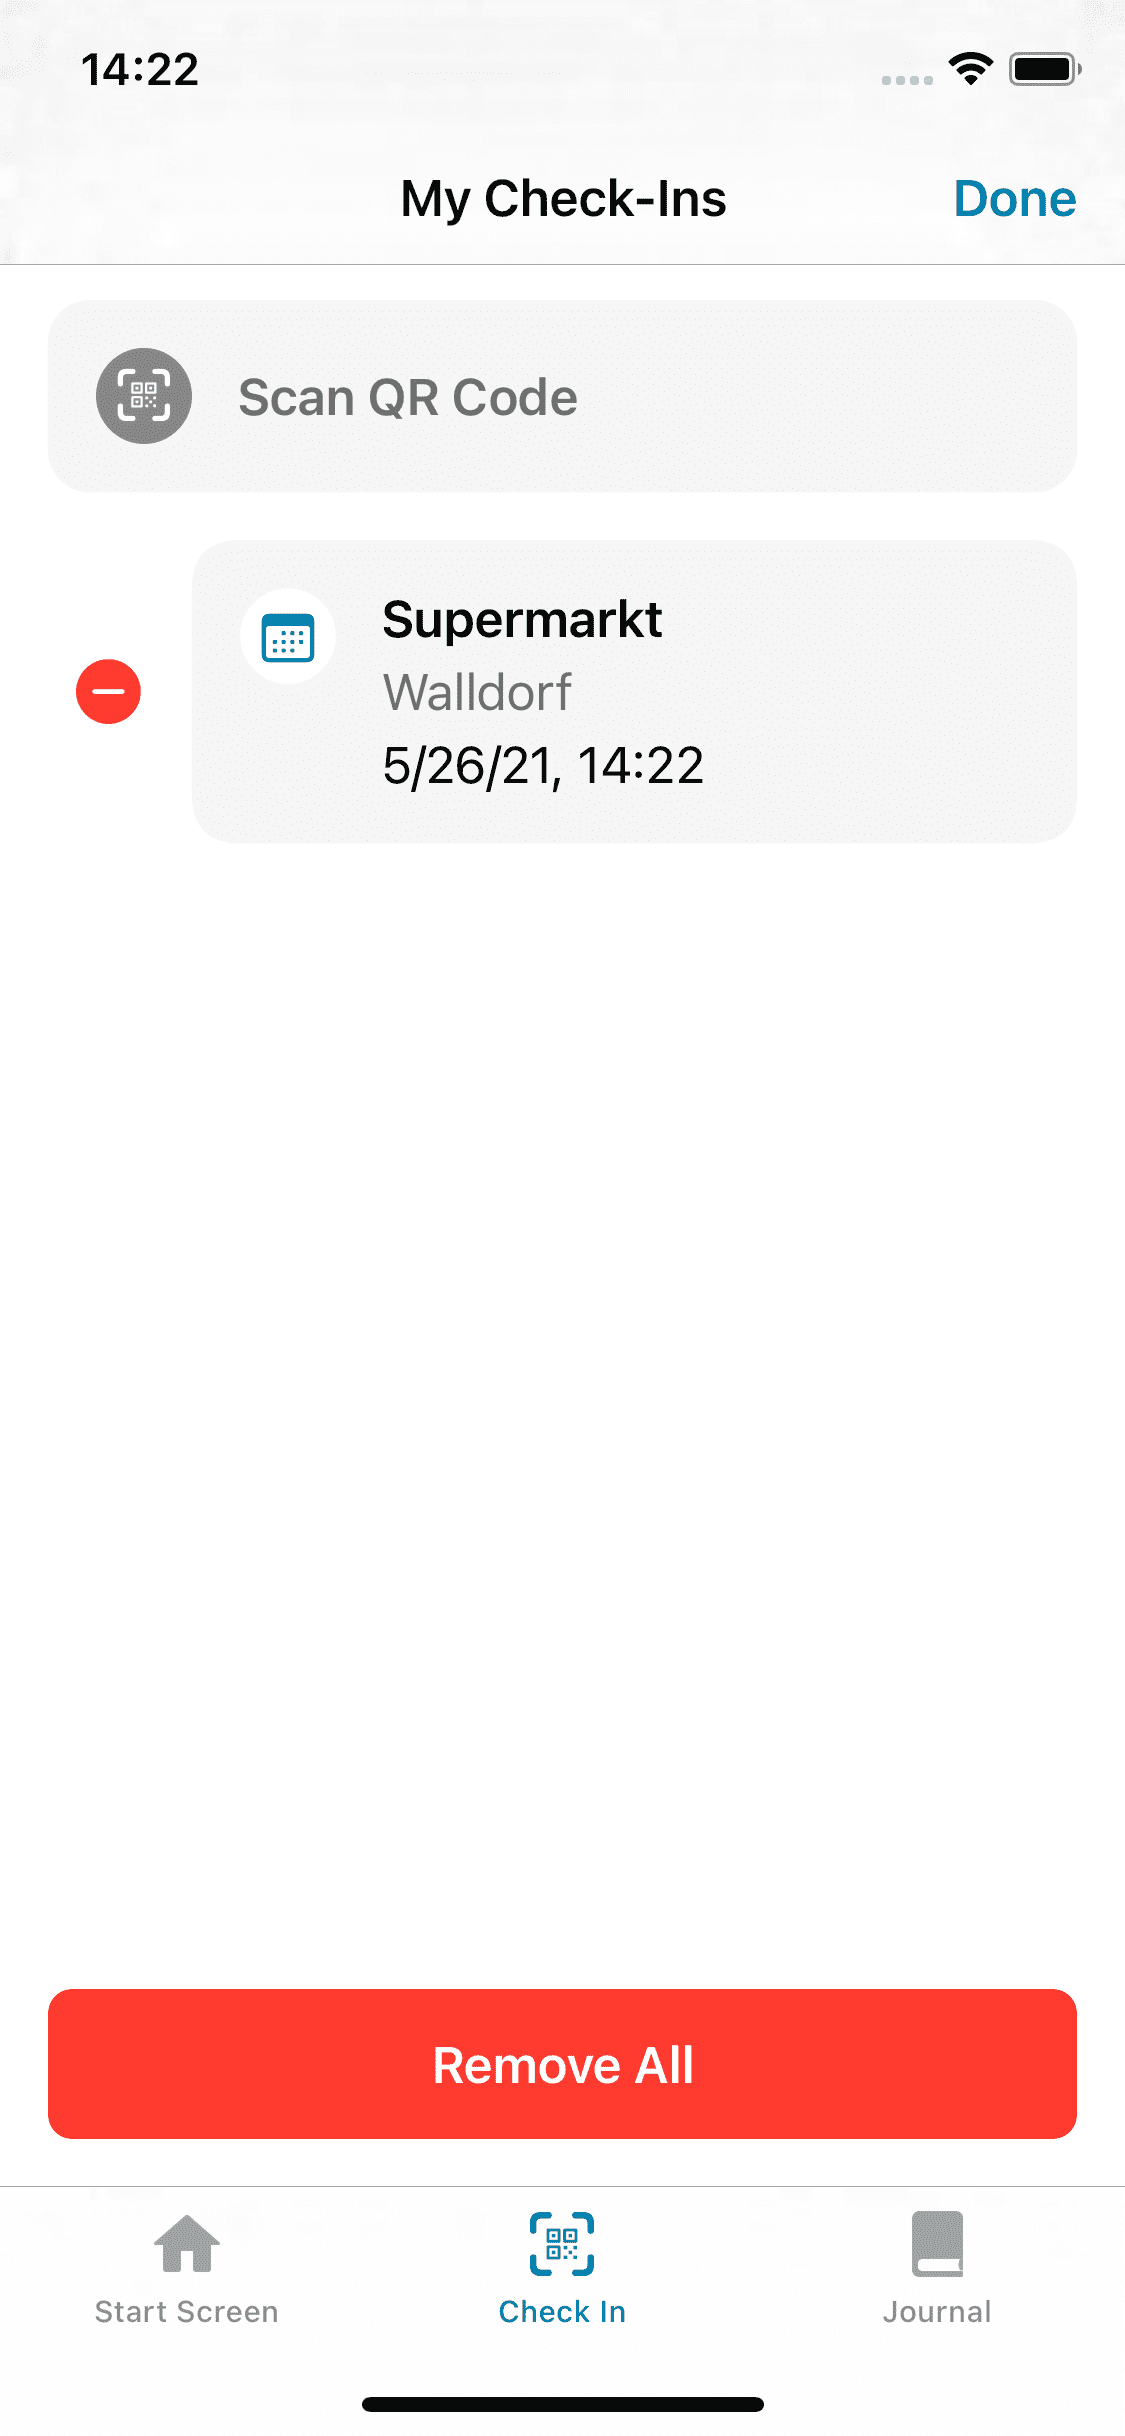 14:22
My Check-Ins
Done
Scan QR Code
Supermarkt
Walldorf
5/26/21, 14:22
Remove All
Start Screen
Check In
Journal